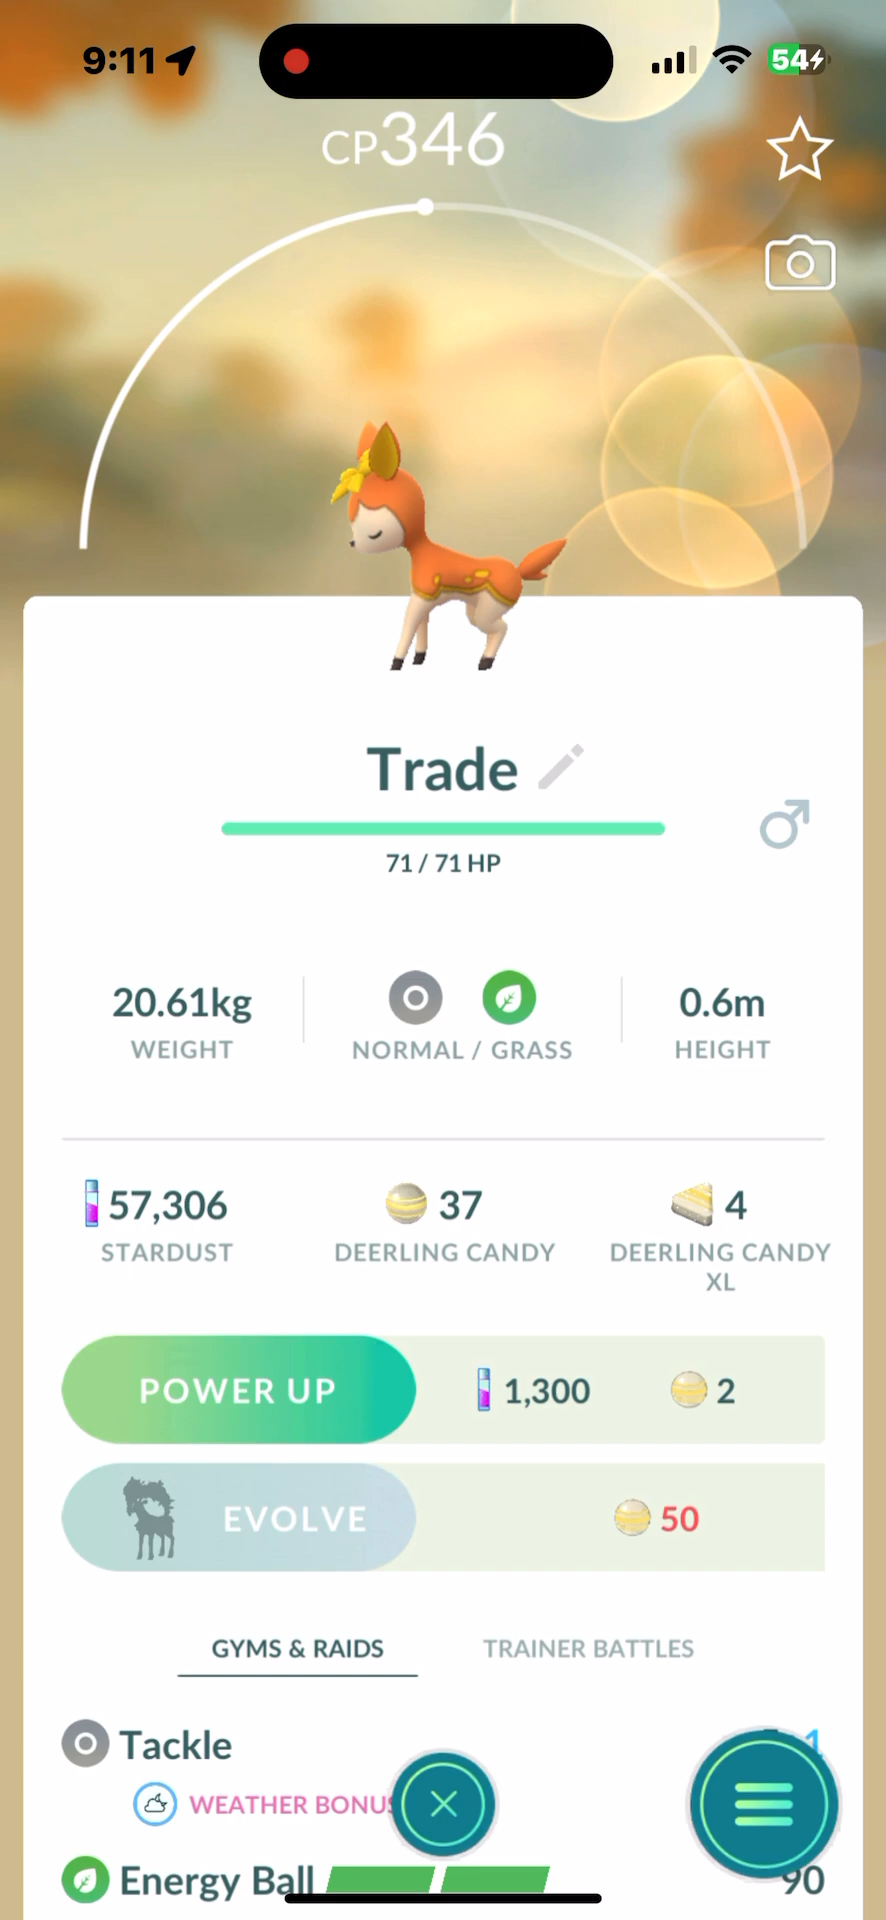 9:11
54
CP346
Trade
71 / 71 HP
20.61kg
WEIGHT
NORMAL / GRASS
0.6m
HEIGHT
57,306
STARDUST
37
DEERLING CANDY
4
DEERLING CANDY
XL
POWER UP
1,300
2
EVOLVE
50
GYMS & RAIDS
TRAINER BATTLES
Tackle
WEATHER BONUS
Energy Ball
90